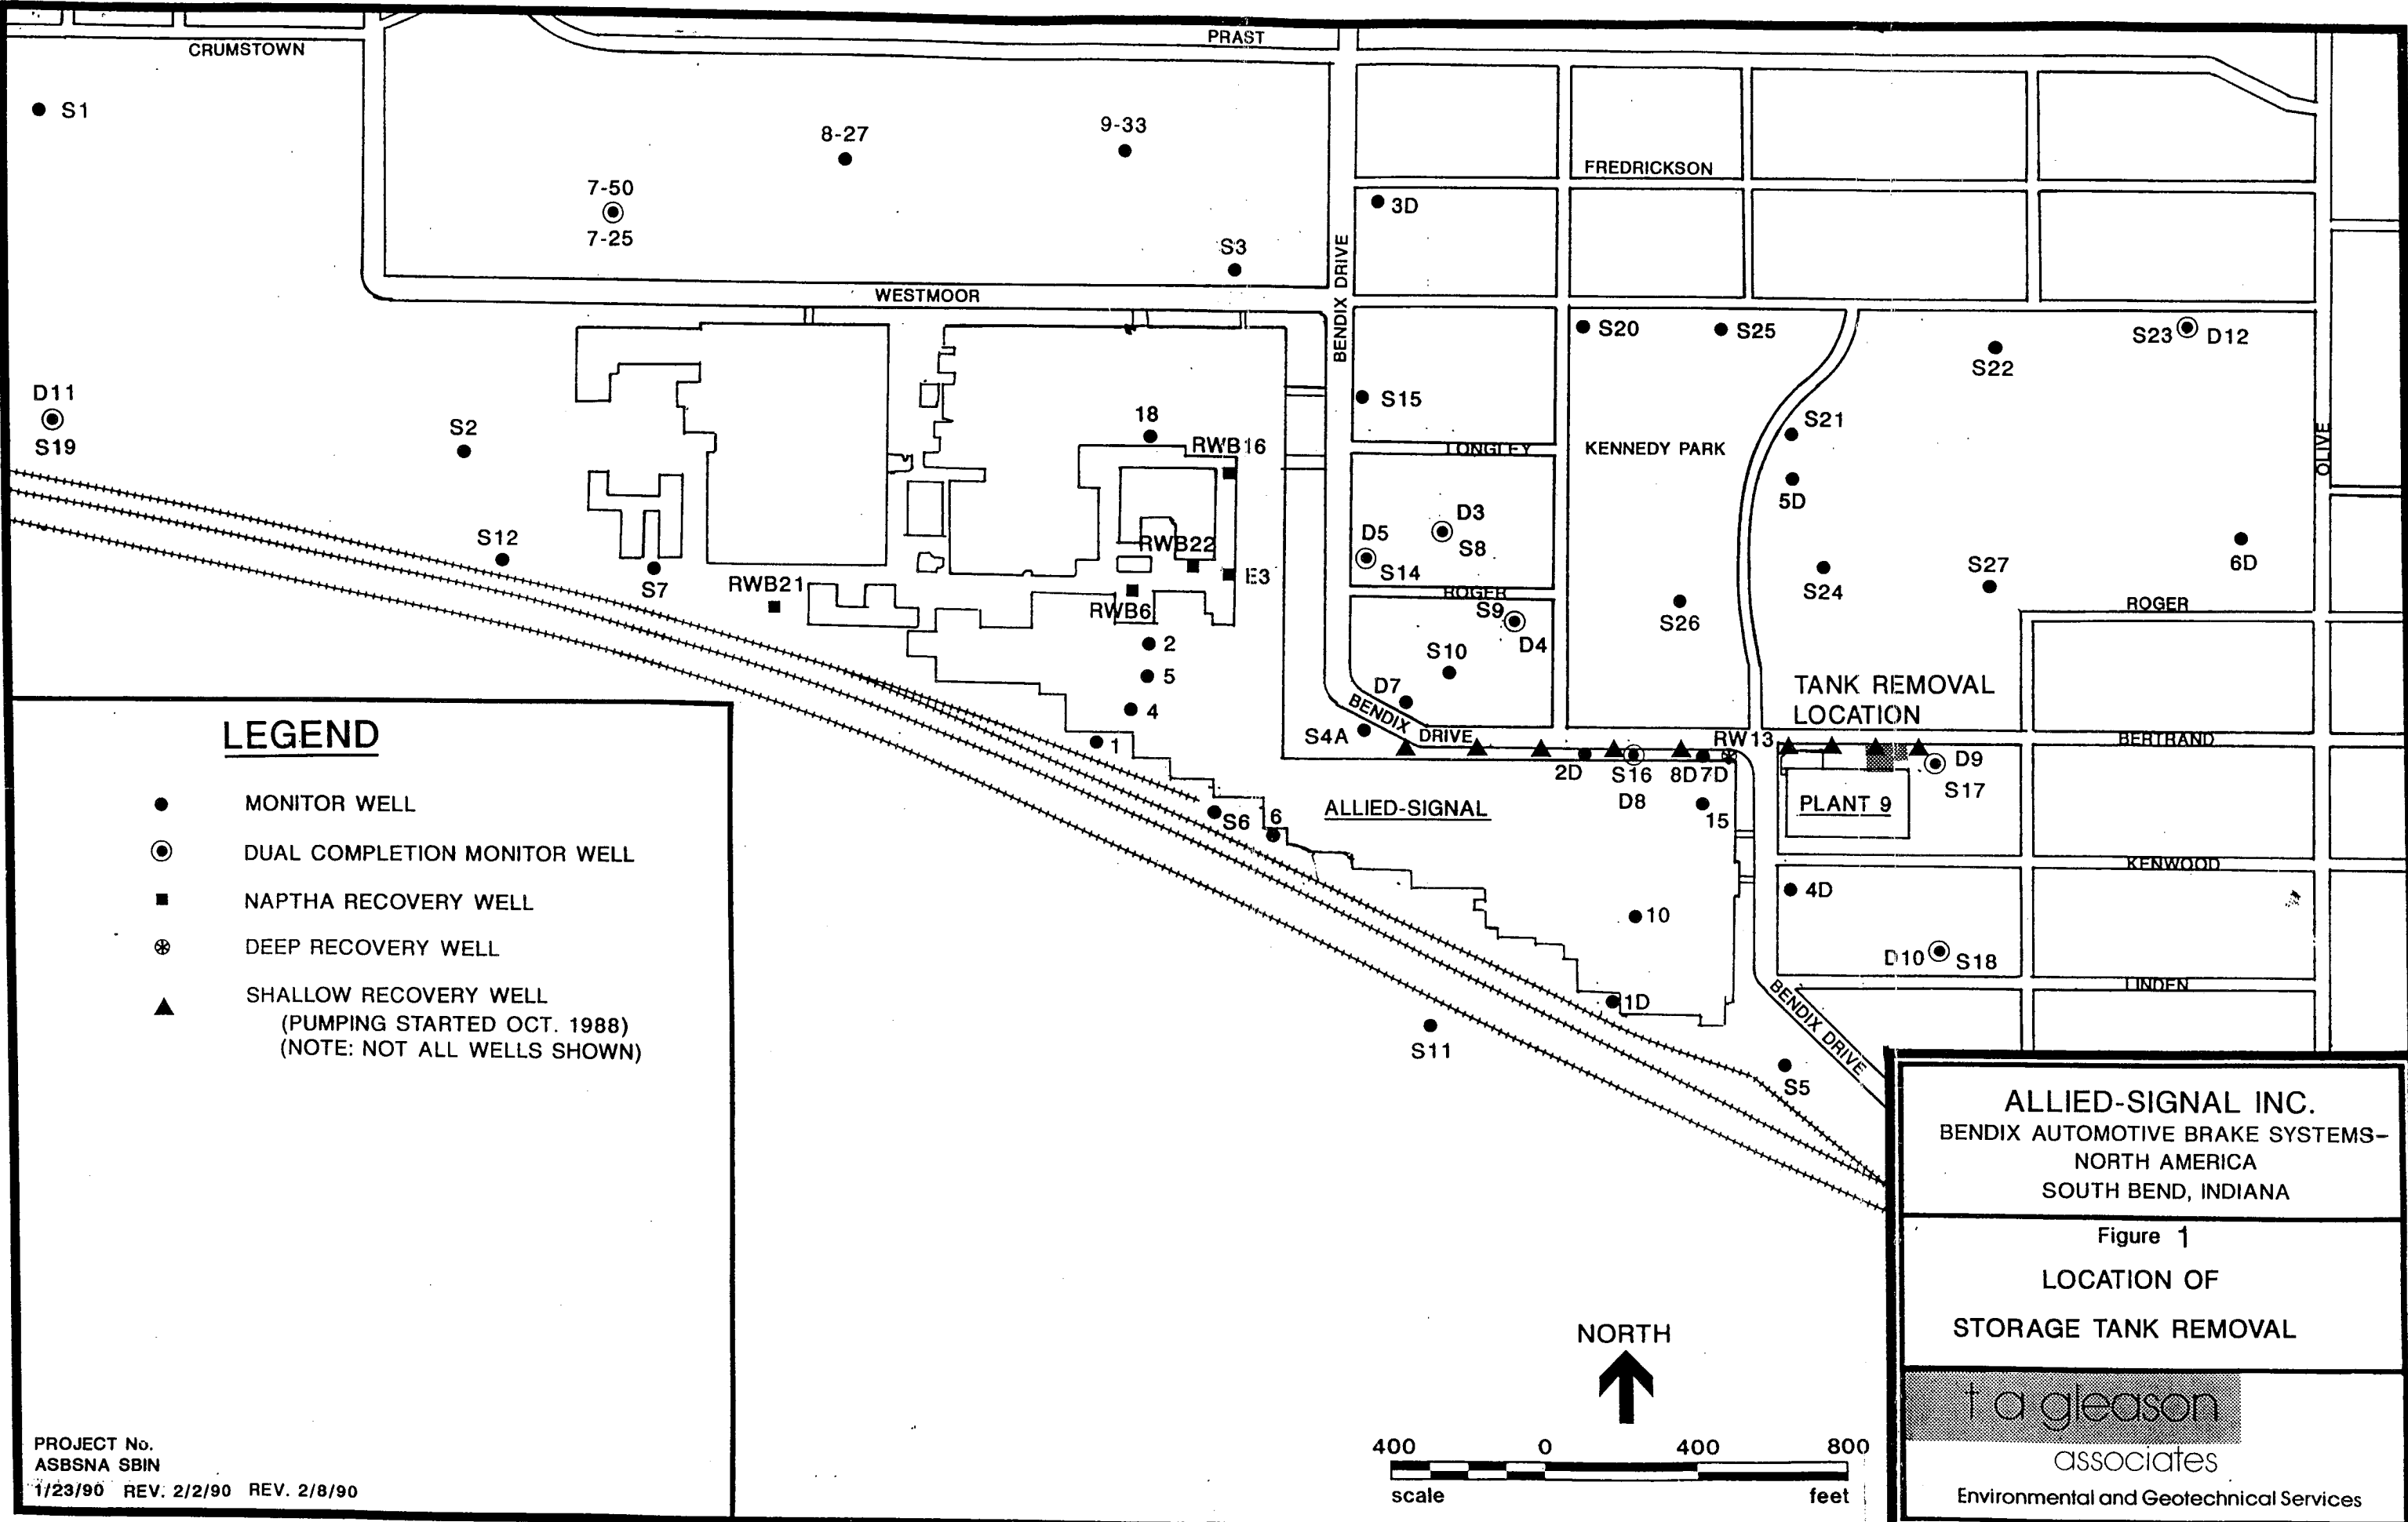 CRUMSTOWN
PRAST
S1
8-27
9-33
7-50
7-25
FREDRICKSON
3D
S3
BENDIX DRIVE
WESTMOOR
S20
S25
S23
D12
S22
S15
D11
S19
S2
18
RWB16
LONGLEY
KENNEDY PARK
S21
OLIVE
5D
D3
S8
D5
S14
S12
S7
RWB22
E3
RWB21
RWB6
ROGER
S9
D4
S26
S24
S27
6D
ROGER
2
5
4
1
S10
D7
S4A
BENDIX
DRIVE
TANK REMOVAL
LOCATION
RW13
BERTRAND
2D
S16
D8
8D
7D
15
D9
S17
PLANT 9
ALLIED-SIGNAL
S6
6
KENWOOD
4D
10
D10
S18
LINDEN
1D
S11
BENDIX DRIVE
S5
LEGEND
MONITOR WELL
DUAL COMPLETION MONITOR WELL
NAPTHA RECOVERY WELL
DEEP RECOVERY WELL
SHALLOW RECOVERY WELL
(PUMPING STARTED OCT. 1988)
(NOTE: NOT ALL WELLS SHOWN)
PROJECT No.
ASBSNA SBIN
1/23/90 REV. 2/2/90 REV. 2/8/90
NORTH
400 0 400 800
scale feet
ALLIED-SIGNAL INC.
BENDIX AUTOMOTIVE BRAKE SYSTEMS-
NORTH AMERICA
SOUTH BEND, INDIANA
Figure 1
LOCATION OF
STORAGE TANK REMOVAL
t a gleason
associates
Environmental and Geotechnical Services